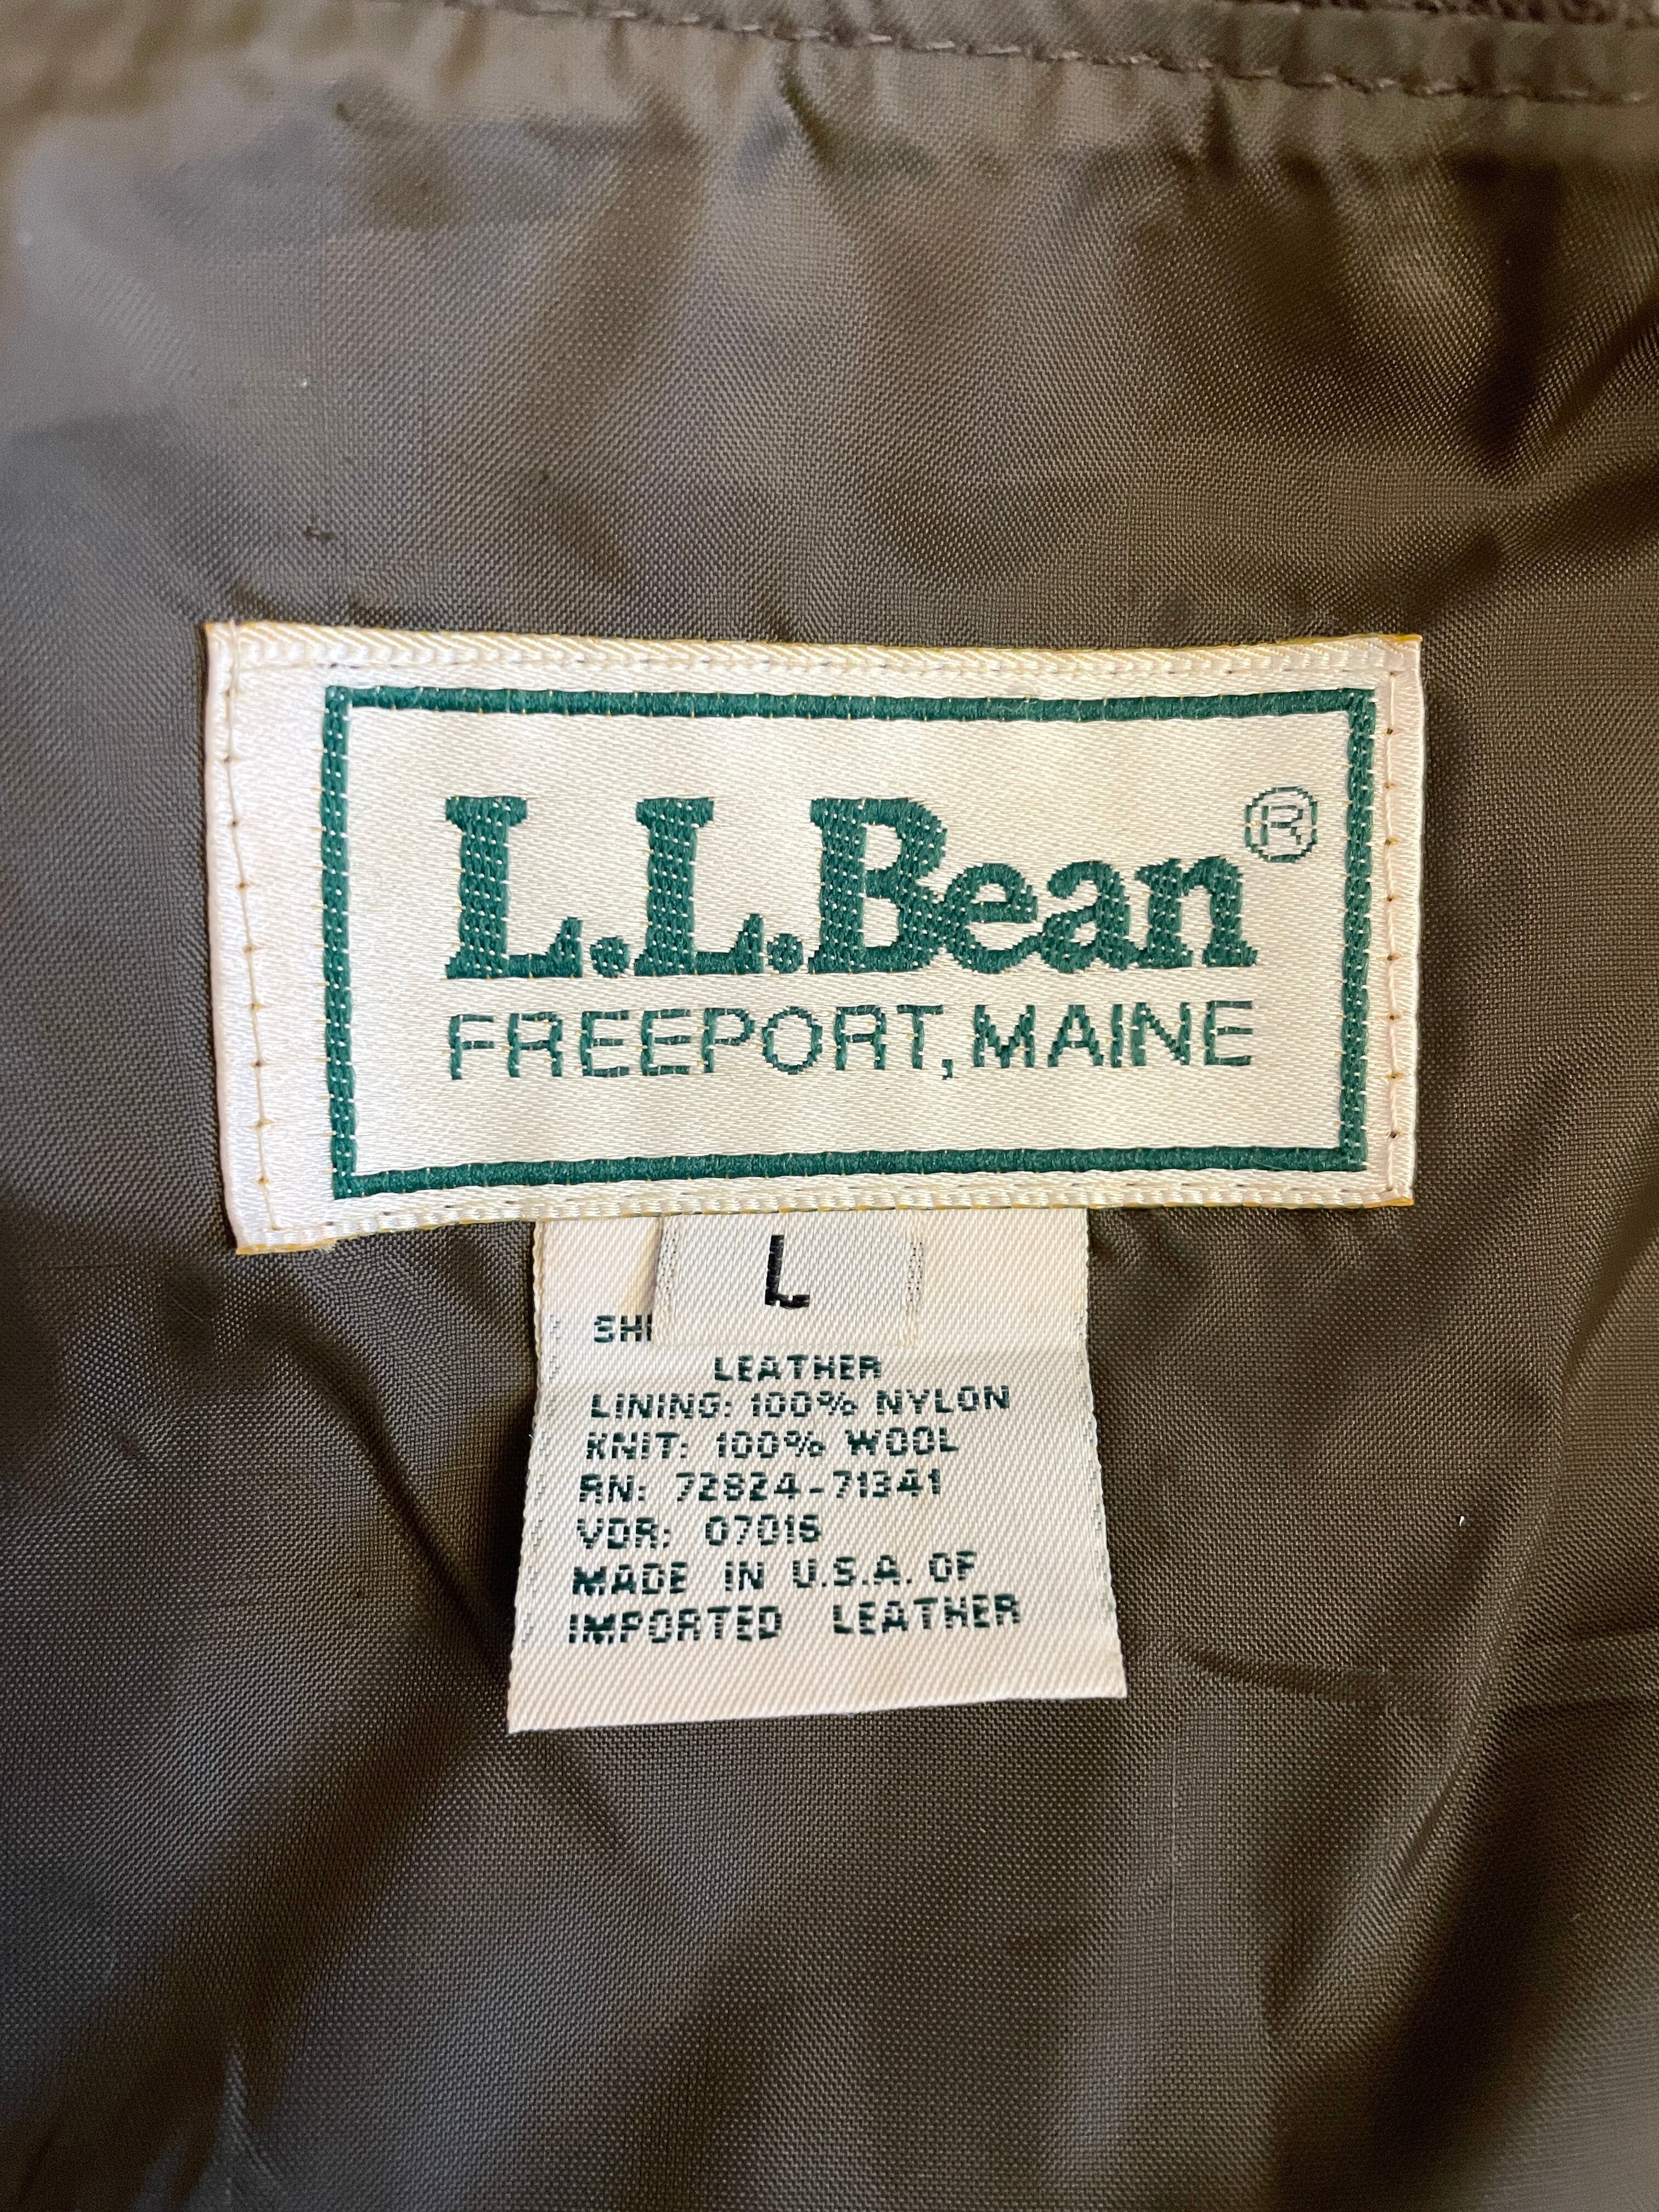 L.L.Bean®
FREEPORT, MAINE
L
LEATHER
LINING: 100% NYLON
KNIT: 100% WOOL
RN: 72824-71341
VDR: 07016
MADE IN U.S.A. OF
IMPORTED LEATHER